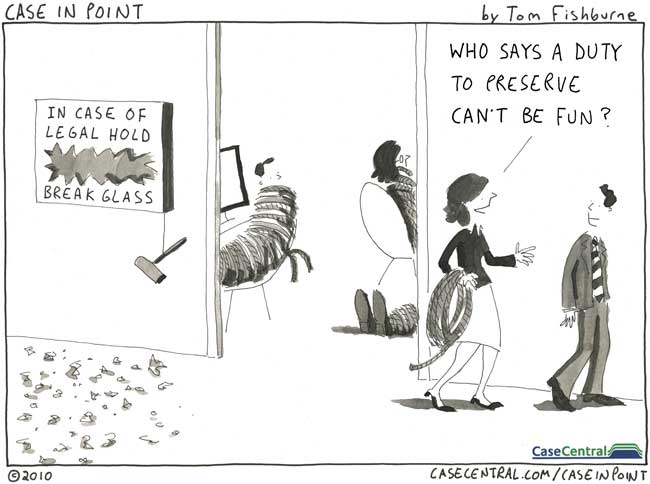 CASE IN POINT
by Tom Fishburne
WHO SAYS A DUTY
TO PRESERVE
CAN'T BE FUN?
IN CASE OF
LEGAL HOLD
BREAK GLASS
CaseCentral
©2010
CASECENTRAL.COM/CASEINPOINT